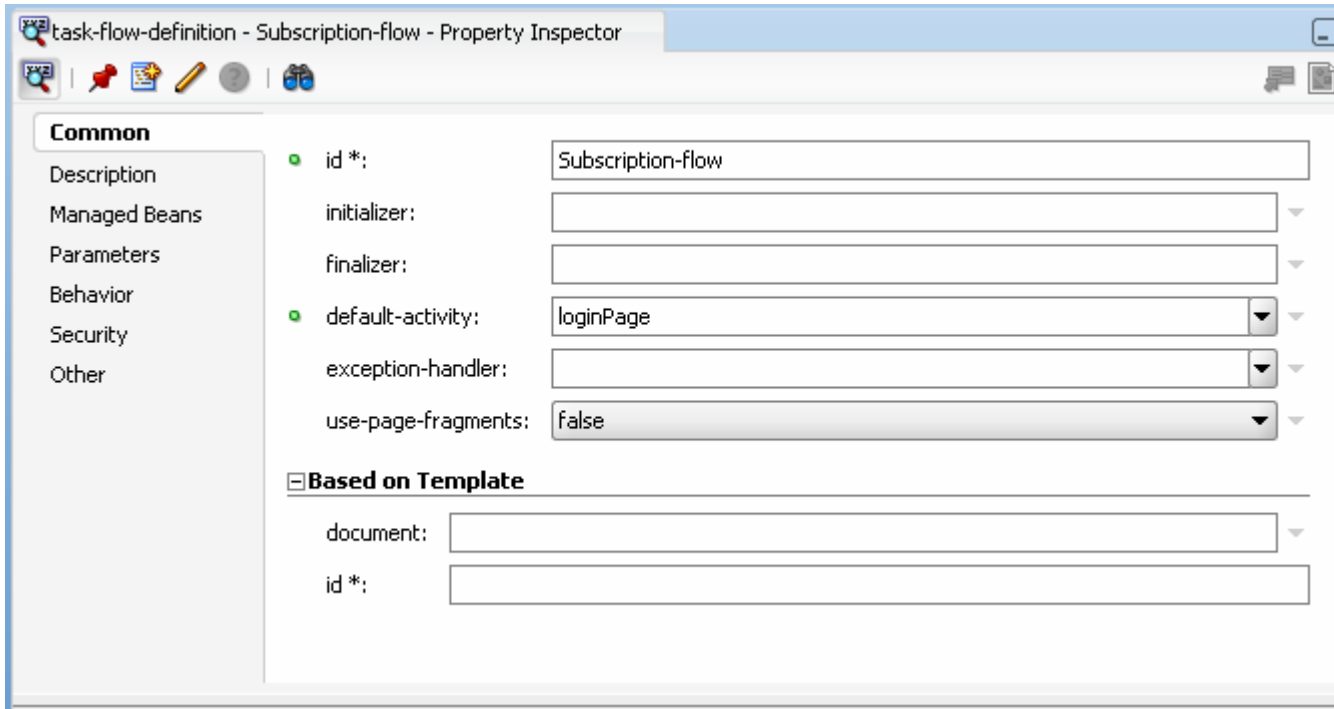 task-flow-definition - Subscription-flow - Property Inspector
Common
Description
Managed Beans
Parameters
Behavior
Security
Other
id *: Subscription-flow
initializer:
finalizer:
default-activity: loginPage
exception-handler:
use-page-fragments: false
Based on Template
document:
id *: